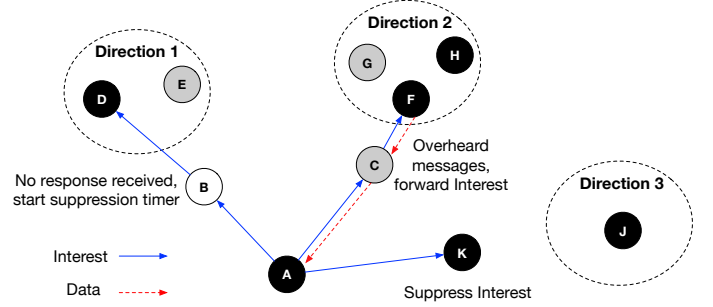 Direction 1
E
D
Direction 2
H
G
F
Overheard
messages,
forward Interest
C
No response received,
start suppression timer
B
Direction 3
J
Interest
Data
A
K
Suppress Interest